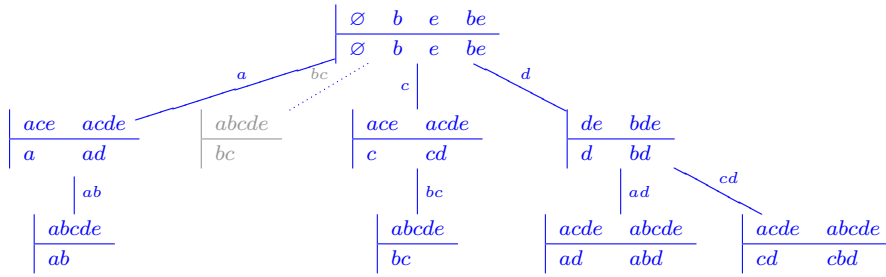 ∅ b e be
∅ b e be
a bc c d
ace acde abcde ace acde de bde
a ad bc c cd d bd
ab bc ad cd
abcde abcde acde abcde acde abcde
ab bc ad abd cd cbd